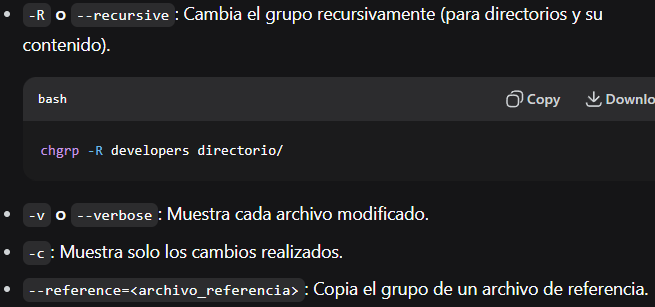 -R o --recursive: Cambia el grupo recursivamente (para directorios y su
contenido).
bash
Copy
Downlo
chgrp -R developers directorio/
-v o --verbose: Muestra cada archivo modificado.
-c: Muestra solo los cambios realizados.
--reference=<archivo_referencia>: Copia el grupo de un archivo de referencia.